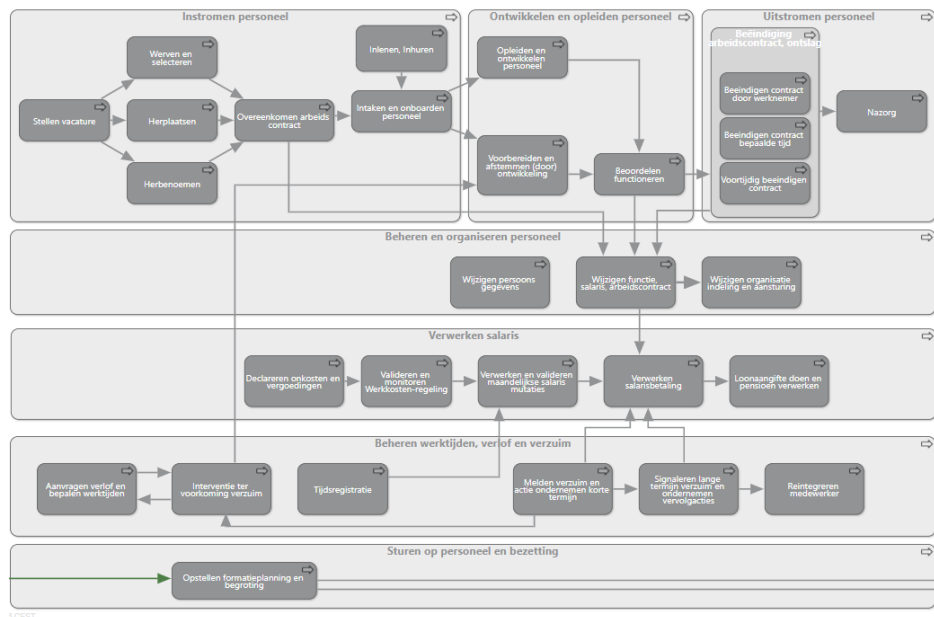 Instromen personeel
Werven en
selecteren
Stellen vacature
Herplaatsen
Herbenoemen
Overeenkomen arbeids
contract
Inlenen, Inhuren
Intaken en onboarden
personeel
Ontwikkelen en opleiden personeel
Opleiden en
ontwikkelen
personeel
Voorbereiden en
afstemmen (door)
ontwikkeling
Beoordelen
functioneren
Uitstromen personeel
Beëindiging
arbeidscontract, ontslag
Beeindigen contract
door werknemer
Beeindigen contract
bepaalde tijd
Voortijdig beeindigen
contract
Nazorg
Beheren en organiseren personeel
Wijzigen persoons
gegevens
Wijzigen functie,
salaris, arbeidscontract
Wijzigen organisatie
indeling en aansturing
Verwerken salaris
Declareren onkosten en
vergoedingen
Valideren en
monitoren
Werkkosten-regeling
Verwerken en valideren
maandelijkse salaris
mutaties
Verwerken
salarisbetaling
Loonaangifte doen en
pensioen verwerken
Beheren werktijden, verlof en verzuim
Aanvragen verlof en
bepalen werktijden
Interventie ter
voorkoming verzuim
Tijdsregistratie
Melden verzuim en
actie ondernemen korte
termijn
Signaleren lange
termijn verzuim en
ondernemen
vervolgacties
Reintegreren
medewerker
Sturen op personeel en bezetting
Opstellen formatieplanning en
begroting